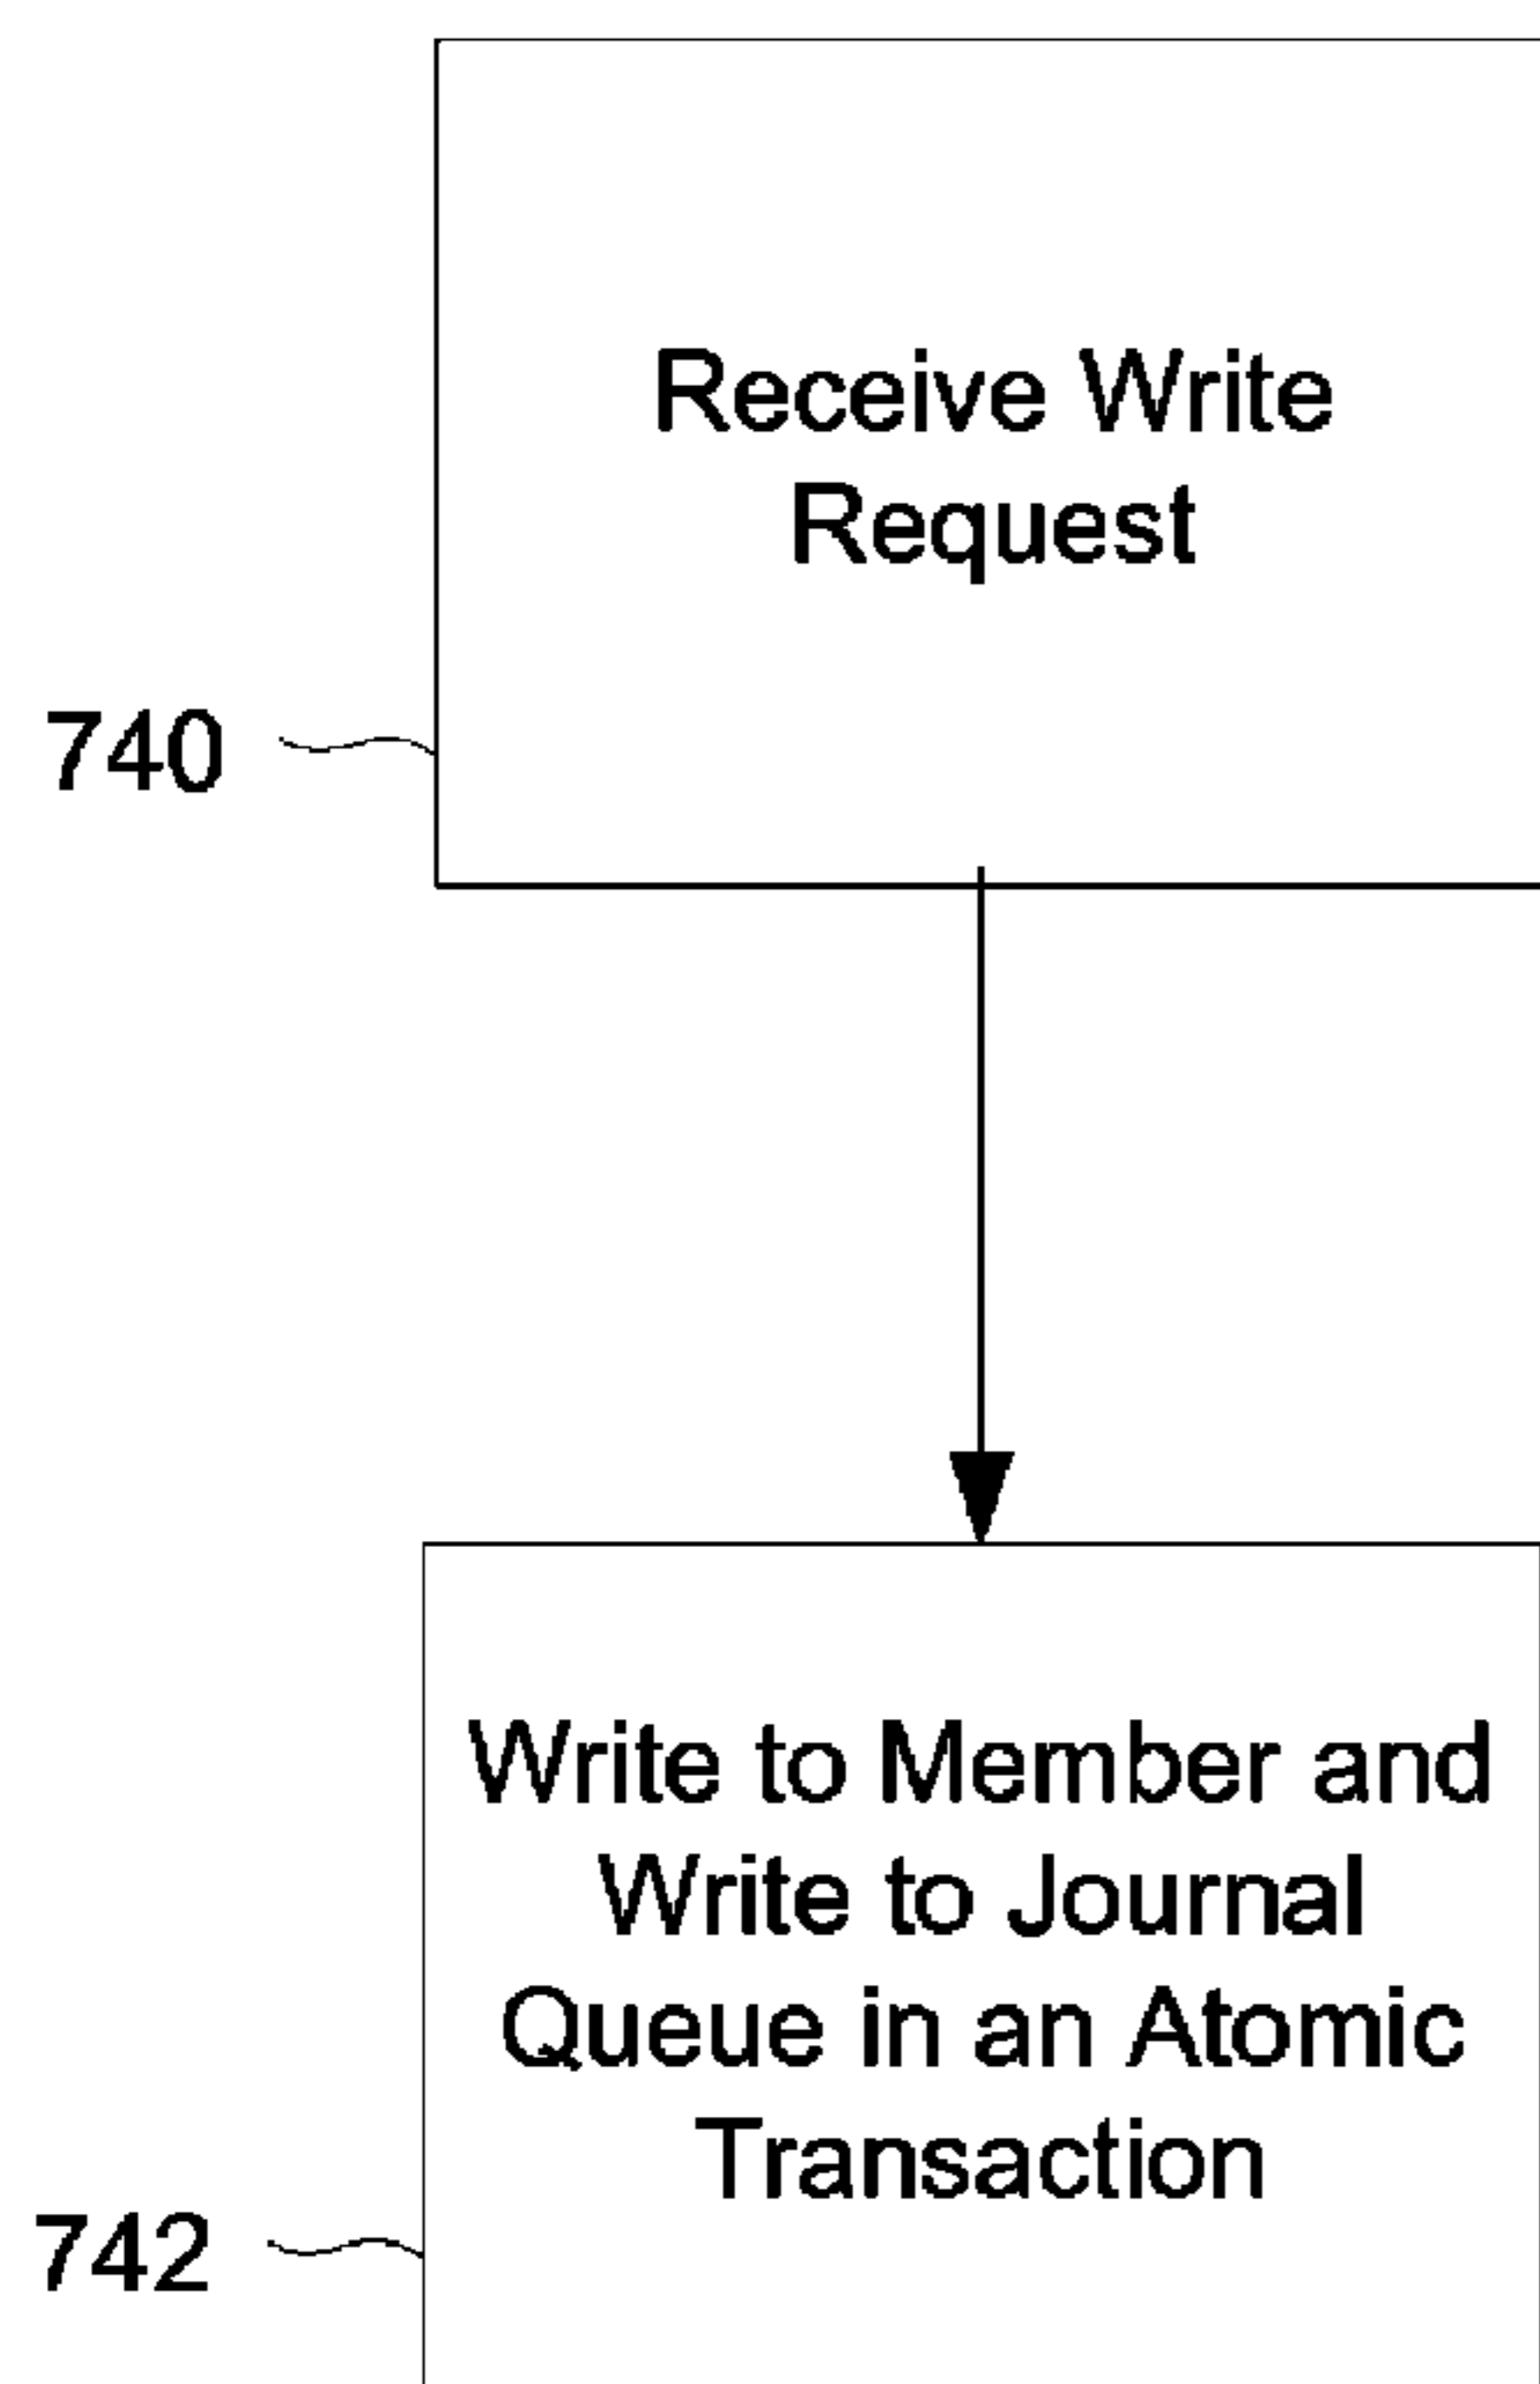 Receive Write
Request
740
Write to Member and
Write to Journal
Queue in an Atomic
Transaction
742